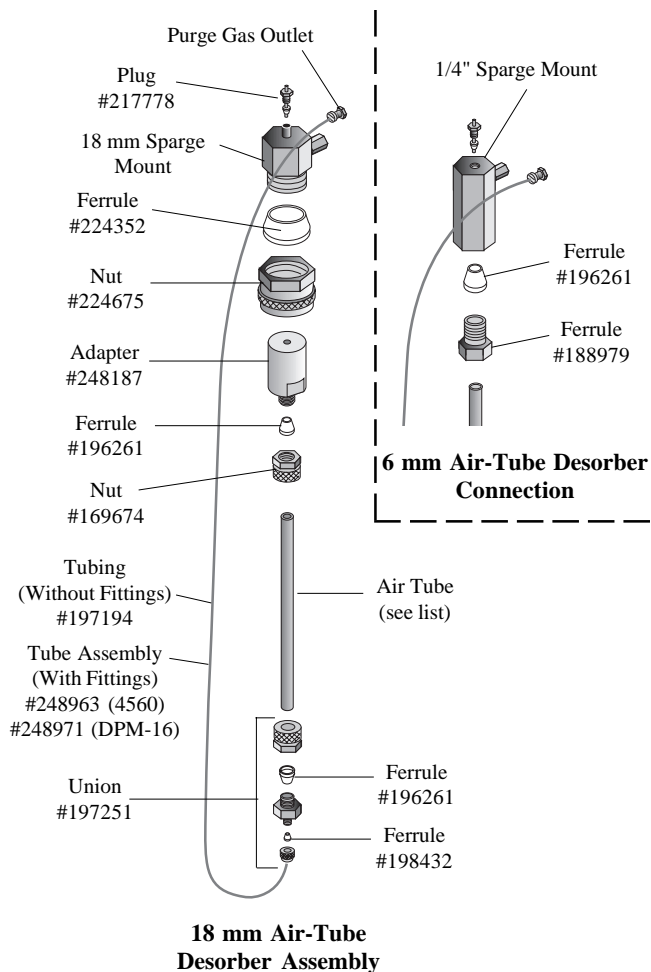 Purge Gas Outlet
Plug
#217778
18 mm Sparge
Mount
Ferrule
#224352
Nut
#224675
Adapter
#248187
Ferrule
#196261
Nut
#169674
Tubing
(Without Fittings)
#197194
Tube Assembly
(With Fittings)
#248963 (4560)
#248971 (DPM-16)
Air Tube
(see list)
Union
#197251
Ferrule
#196261
Ferrule
#198432
18 mm Air-Tube
Desorber Assembly
1/4" Sparge Mount
Ferrule
#196261
Ferrule
#188979
6 mm Air-Tube Desorber
Connection